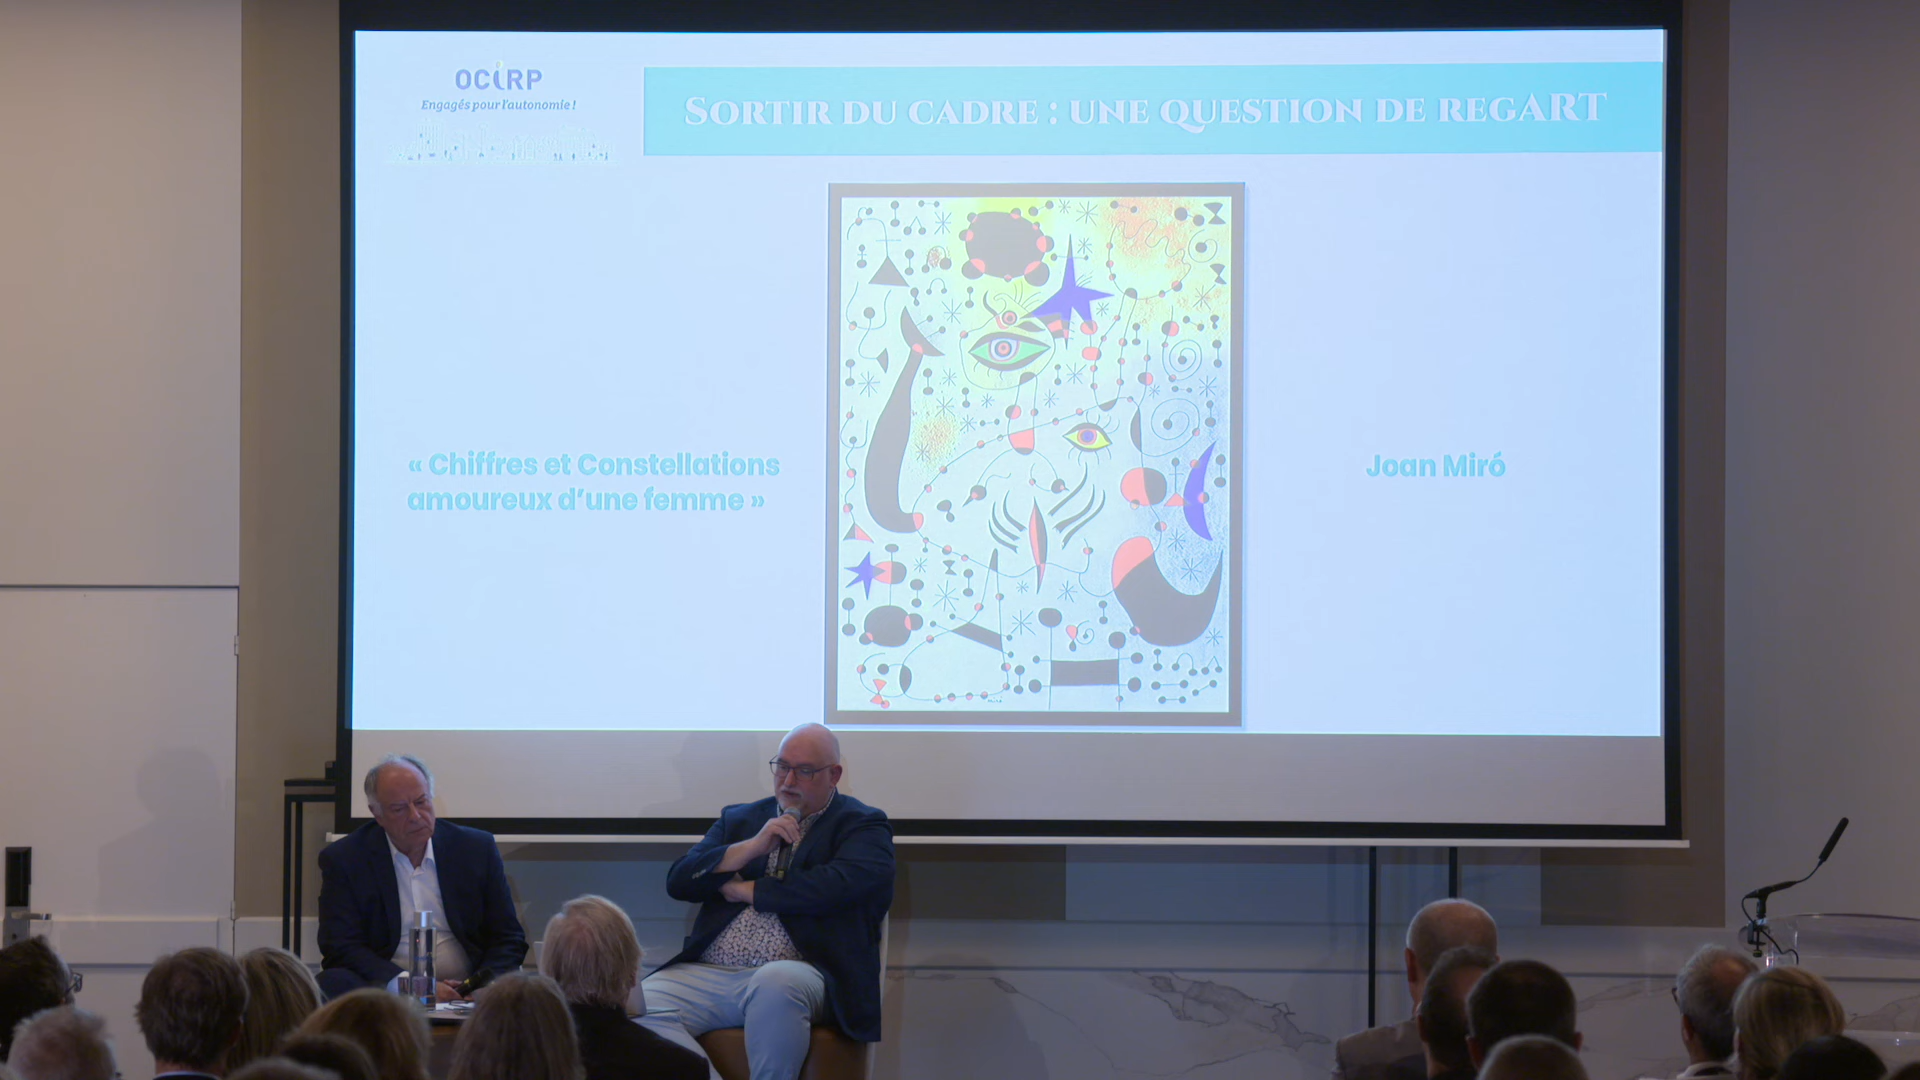 OCIRP
Engagés pour l'autonomie !
SORTIR DU CADRE : UNE QUESTION DE REGART
« Chiffres et Constellations
amoureux d'une femme »
Joan Miró